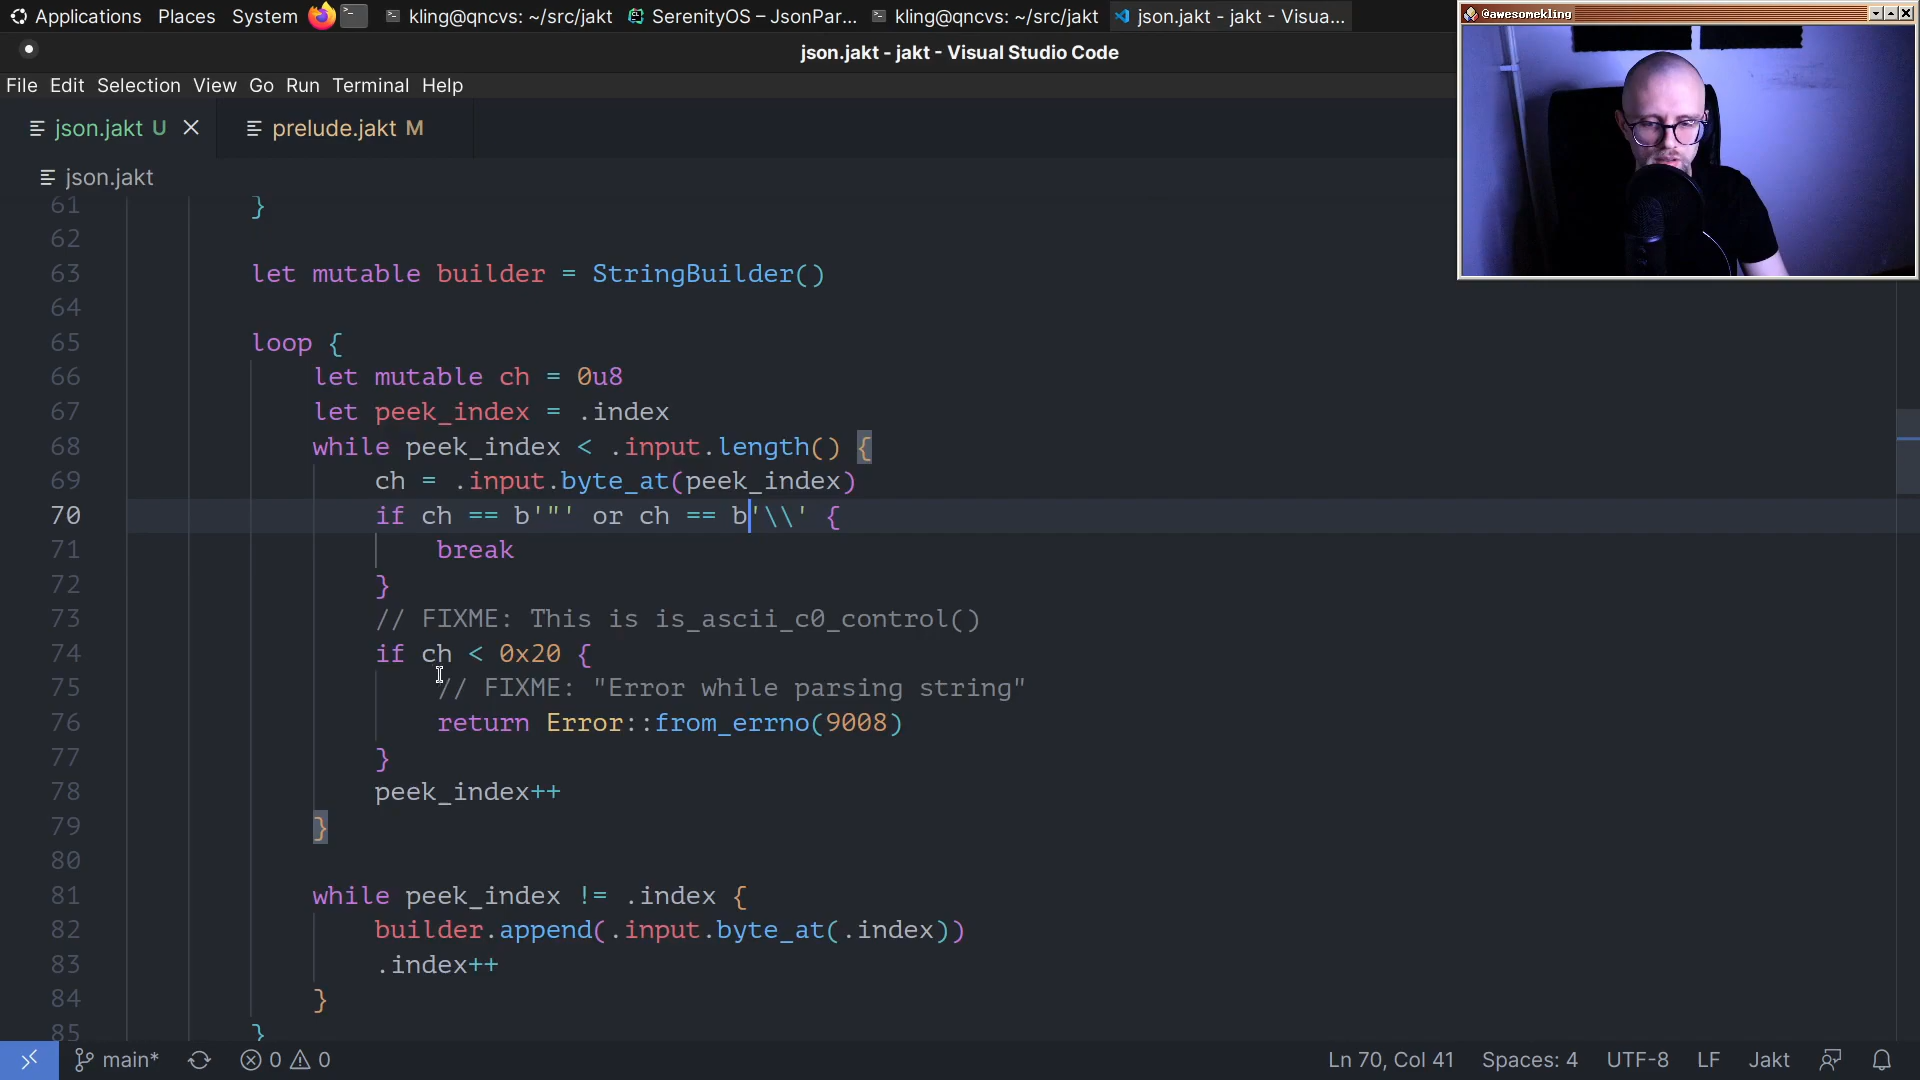 Applications Places System kling@qncvs: ~/src/jakt SerenityOS – JsonPar... kling@qncvs: ~/src/jakt json.jakt - jakt - Visua...
@awesomekling
json.jakt - jakt - Visual Studio Code
File Edit Selection View Go Run Terminal Help
json.jakt U prelude.jakt M
json.jakt
61 }
62
63 let mutable builder = StringBuilder()
64
65 loop {
66 let mutable ch = 0u8
67 let peek_index = .index
68 while peek_index < .input.length() {
69 ch = .input.byte_at(peek_index)
70 if ch == b'"' or ch == b'\\' {
71 break
72 }
73 // FIXME: This is is_ascii_c0_control()
74 if ch < 0x20 {
75 // FIXME: "Error while parsing string"
76 return Error::from_errno(9008)
77 }
78 peek_index++
79 }
80
81 while peek_index != .index {
82 builder.append(.input.byte_at(.index))
83 .index++
84 }
85 }
main* 0 0 Ln 70, Col 41 Spaces: 4 UTF-8 LF Jakt